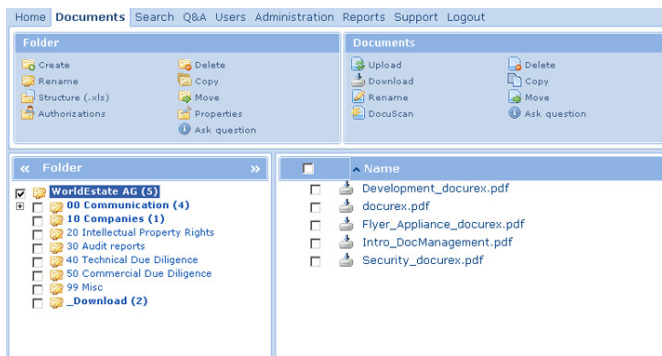 Home Documents Search Q&A Users Administration Reports Support Logout
Folder
Create Delete
Rename Copy
Structure (.xls) Move
Authorizations Properties
Ask question
Documents
Upload Delete
Download Copy
Rename Move
DocuScan Ask question
« Folder »
WorldEstate AG (5)
00 Communication (4)
10 Companies (1)
20 Intellectual Property Rights
30 Audit reports
40 Technical Due Diligence
50 Commercial Due Diligence
99 Misc
_Download (2)
Name
Development_docurex.pdf
docurex.pdf
Flyer_Appliance_docurex.pdf
Intro_DocManagement.pdf
Security_docurex.pdf